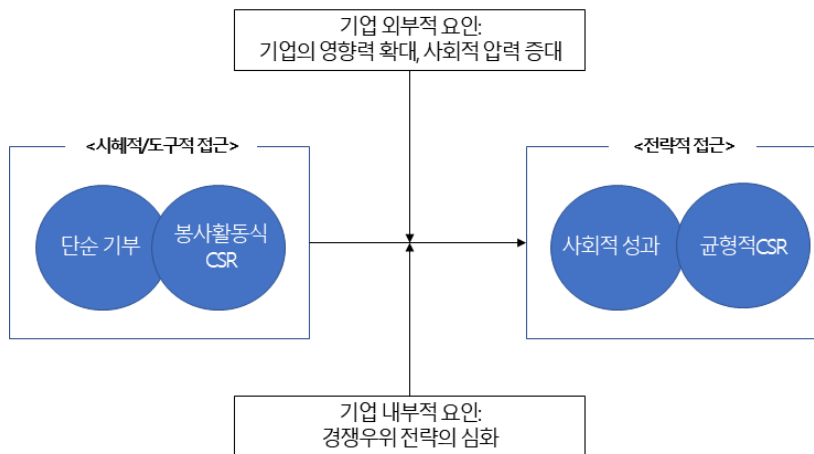 기업 외부적 요인:
기업의 영향력 확대, 사회적 압력 증대
<시혜적/도구적 접근>
<전략적 접근>
단순 기부
봉사활동식
CSR
사회적 성과
균형적CSR
기업 내부적 요인:
경쟁우위 전략의 심화